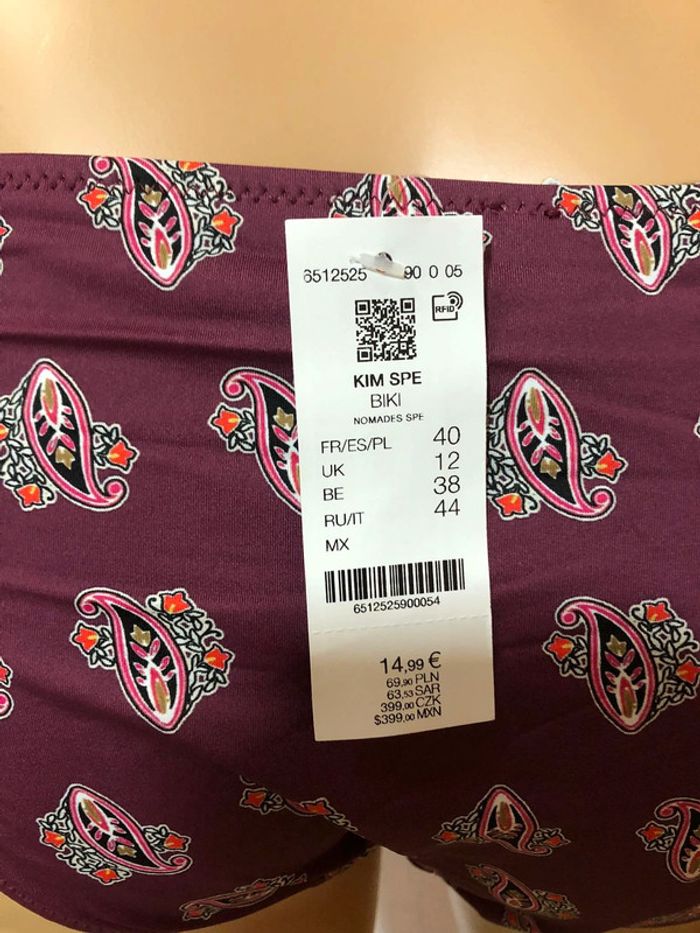 6512525 90 0 05
RFID
KIM SPE
BIKI
NOMADES SPE
FR/ES/PL 40
UK 12
BE 38
RU/IT 44
MX
6512525900054
14,99 €
69,90 PLN
63,53 SAR
399,00 CZK
$399,00 MXN